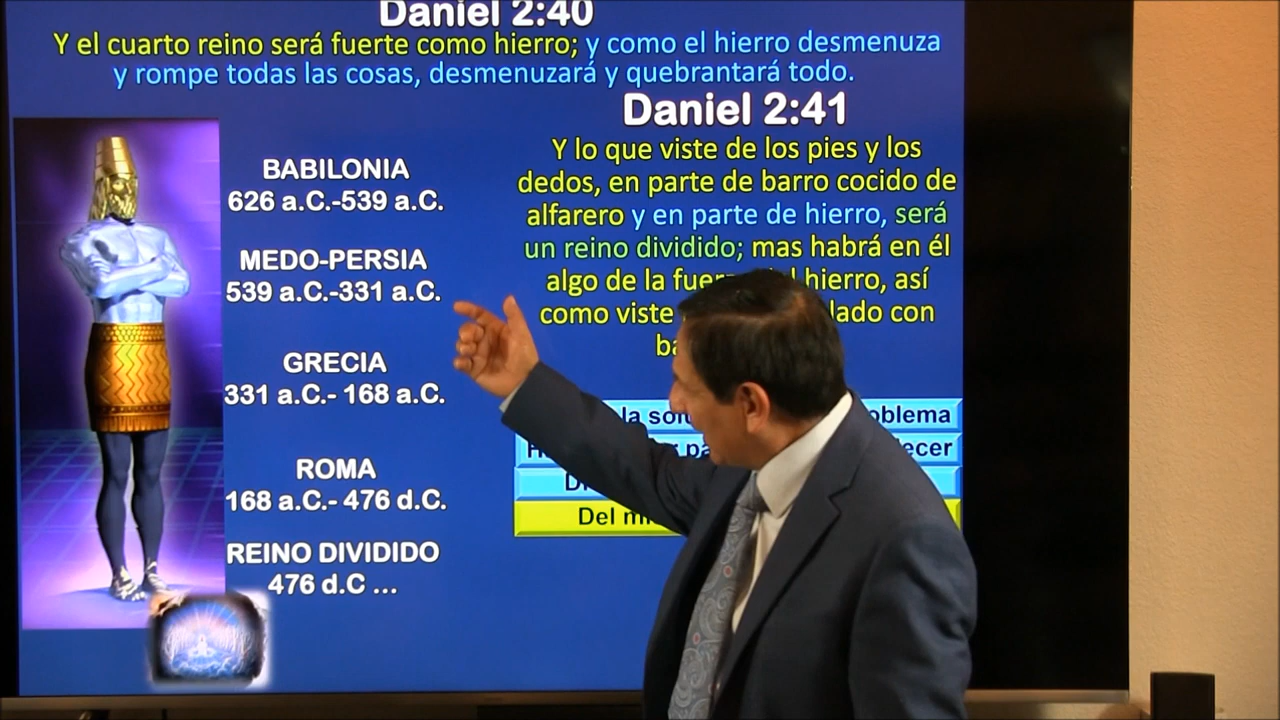 Daniel 2:40
Y el cuarto reino será fuerte como hierro; y como el hierro desmenuza
y rompe todas las cosas, desmenuzará y quebrantará todo.
BABILONIA
626 a.C.-539 a.C.
MEDO-PERSIA
539 a.C.-331 a.C.
GRECIA
331 a.C.- 168 a.C.
ROMA
168 a.C.- 476 d.C.
REINO DIVIDIDO
476 d.C ...
Daniel 2:41
Y lo que viste de los pies y los
dedos, en parte de barro cocido de
alfarero y en parte de hierro, será
un reino dividido; mas habrá en él
algo de la hierro, así
como viste con
la
Del